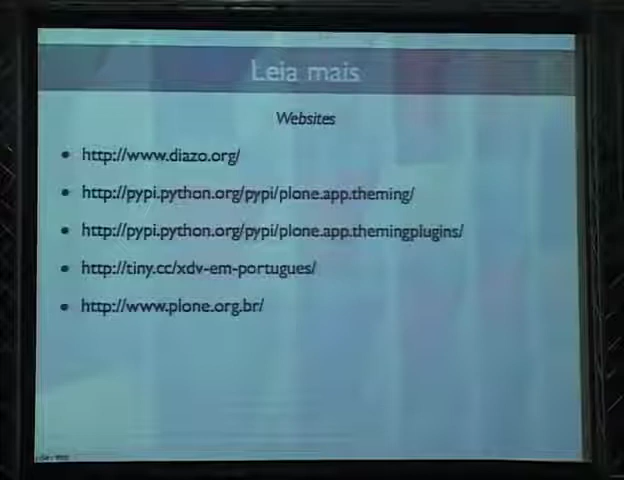 Leia mais
Websites
• http://www.diazo.org/
• http://pypi.python.org/pypi/plone.app.theming/
• http://pypi.python.org/pypi/plone.app.themingplugins/
• http://tiny.cc/xdv-em-portugues/
• http://www.plone.org.br/